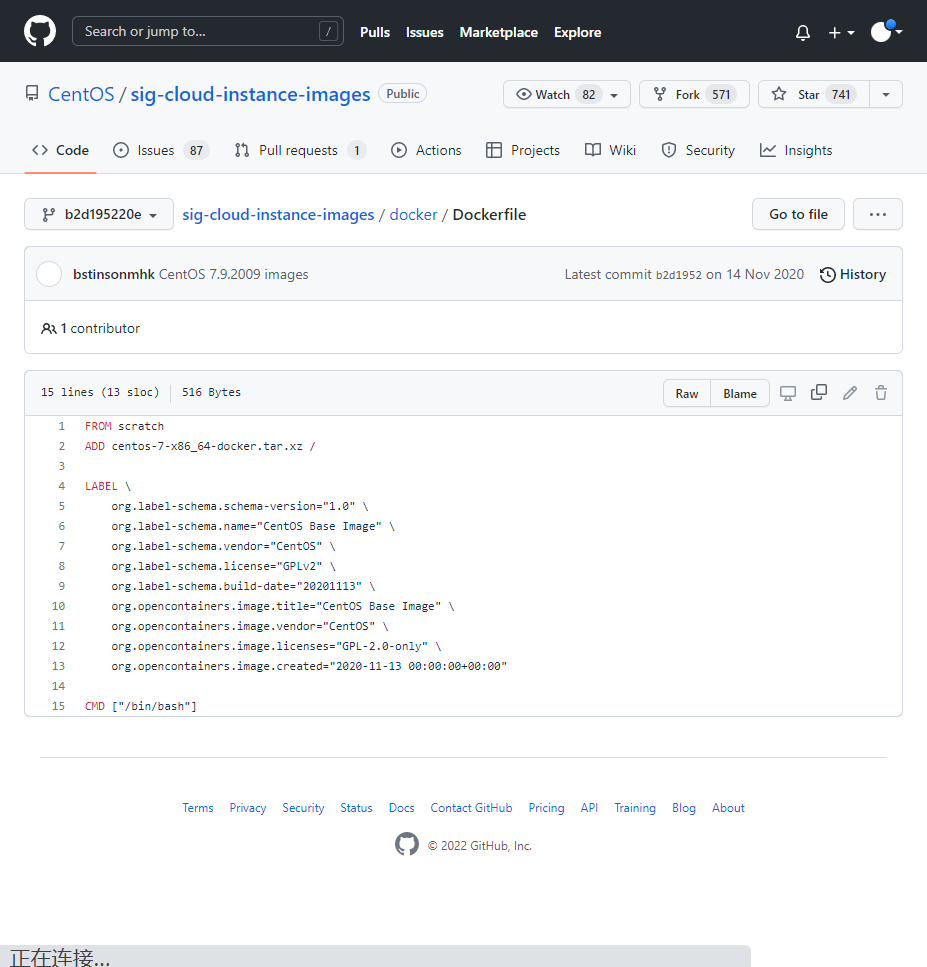 Search or jump to... /
Pulls Issues Marketplace Explore
CentOS / sig-cloud-instance-images Public
Watch 82 Fork 571 Star 741
Code Issues 87 Pull requests 1 Actions Projects Wiki Security Insights
b2d195220e sig-cloud-instance-images / docker / Dockerfile Go to file ...
bstinsonmhk CentOS 7.9.2009 images Latest commit b2d1952 on 14 Nov 2020 History
1 contributor
15 lines (13 sloc) 516 Bytes Raw Blame
1 FROM scratch
2 ADD centos-7-x86_64-docker.tar.xz /
3
4 LABEL \
5 org.label-schema.schema-version="1.0" \
6 org.label-schema.name="CentOS Base Image" \
7 org.label-schema.vendor="CentOS" \
8 org.label-schema.license="GPLv2" \
9 org.label-schema.build-date="20201113" \
10 org.opencontainers.image.title="CentOS Base Image" \
11 org.opencontainers.image.vendor="CentOS" \
12 org.opencontainers.image.licenses="GPL-2.0-only" \
13 org.opencontainers.image.created="2020-11-13 00:00:00+00:00"
14
15 CMD ["/bin/bash"]
Terms Privacy Security Status Docs Contact GitHub Pricing API Training Blog About
© 2022 GitHub, Inc.
正在连接...